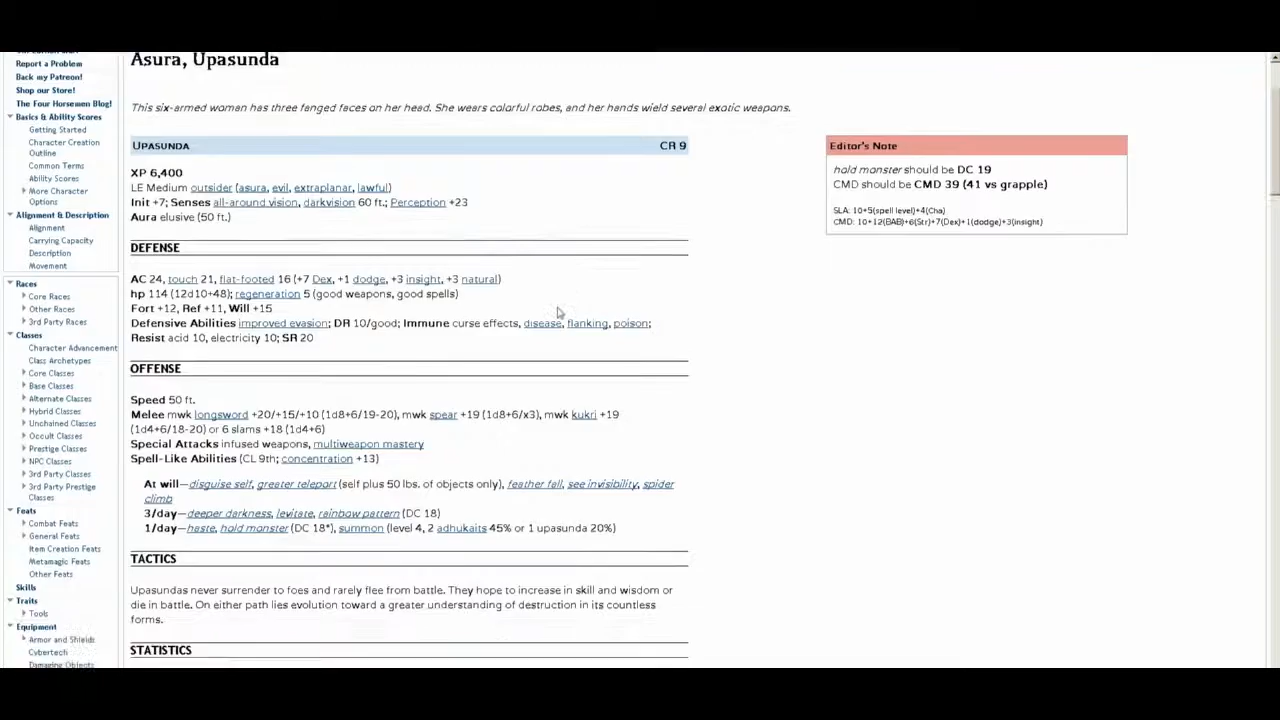 Report a Problem
Back my Patreon!
Shop our Store!
The Four Horsemen Blog!
Basics & Ability Scores
Getting Started
Character Creation
Outline
Common Terms
Ability Scores
More Character
Options
Alignment & Description
Alignment
Carrying Capacity
Description
Movement
Races
Core Races
Other Races
3rd Party Races
Classes
Character Advancement
Class Archetypes
Core Classes
Base Classes
Alternate Classes
Hybrid Classes
Unchained Classes
Occult Classes
Prestige Classes
NPC Classes
3rd Party Classes
3rd Party Prestige
Classes
Feats
Combat Feats
General Feats
Item Creation Feats
Metamagic Feats
Other Feats
Skills
Traits
Tools
Equipment
Armor and Shields
Cybertech
Damaging Objects
Asura, Upasunda
This six-armed woman has three fanged faces on her head. She wears colorful robes, and her hands wield several exotic weapons.
UPASUNDA CR 9
XP 6,400
LE Medium outsider (asura, evil, extraplanar, lawful)
Init +7; Senses all-around vision, darkvision 60 ft.; Perception +23
Aura elusive (50 ft.)
DEFENSE
AC 24, touch 21, flat-footed 16 (+7 Dex, +1 dodge, +3 insight, +3 natural)
hp 114 (12d10+48); regeneration 5 (good weapons, good spells)
Fort +12, Ref +11, Will +15
Defensive Abilities improved evasion; DR 10/good; Immune curse effects, disease, flanking, poison;
Resist acid 10, electricity 10; SR 20
OFFENSE
Speed 50 ft.
Melee mwk longsword +20/+15/+10 (1d8+6/19-20), mwk spear +19 (1d8+6/x3), mwk kukri +19
(1d4+6/18-20) or 6 slams +18 (1d4+6)
Special Attacks infused weapons, multiweapon mastery
Spell-Like Abilities (CL 9th; concentration +13)
At will—disguise self, greater teleport (self plus 50 lbs. of objects only), feather fall, see invisibility, spider
climb
3/day—deeper darkness, levitate, rainbow pattern (DC 18)
1/day—haste, hold monster (DC 18*), summon (level 4, 2 adhukaits 45% or 1 upasunda 20%)
TACTICS
Upasundas never surrender to foes and rarely flee from battle. They hope to increase in skill and wisdom or
die in battle. On either path lies evolution toward a greater understanding of destruction in its countless
forms.
STATISTICS
Editor's Note
hold monster should be DC 19
CMD should be CMD 39 (41 vs grapple)
SLA: 10+5(spell level)+4(Cha)
CMD: 10+12(BAB)+6(Str)+7(Dex)+1(dodge)+3(insight)